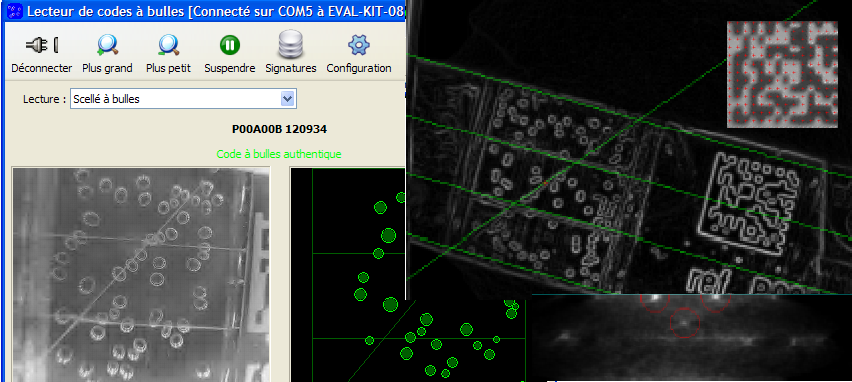 Lecteur de codes à bulles [Connecté sur COM5 à EVAL-KIT-08
Déconnecter Plus grand Plus petit Suspendre Signatures Configuration
Lecture : Scellé à bulles
P00A00B 120934
Code à bulles authentique